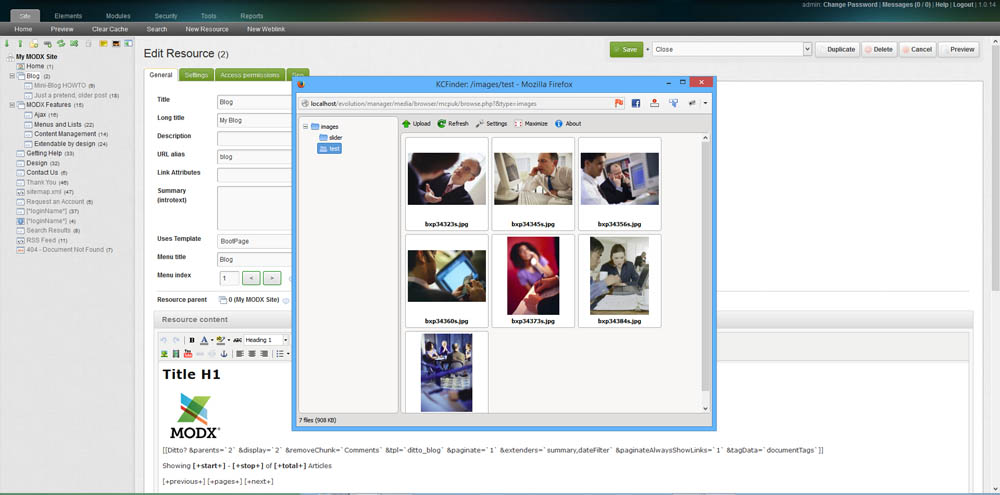 admin: Change Password | Messages (0 / 0) | Help | Logout | 1.0.14
Site Elements Modules Security Tools Reports
Home Preview Clear Cache Search New Resource New Weblink
My MODX Site
Home (1)
Blog (2)
Mini-Blog HOWTO (9)
Just a pretend, older post (18)
MODX Features (16)
Ajax (16)
Menus and Lists (22)
Content Management (14)
Extendable by design (24)
Getting Help (33)
Design (32)
Contact Us (6)
Thank You (46)
sitemap.xml (47)
Request an Account (5)
[*loginName*] (37)
[*loginName*] (4)
Search Results (8)
RSS Feed (11)
404 - Document Not Found (7)
Edit Resource (2)
Save + Close Duplicate Delete Cancel Preview
General Settings Access permissions
Title Blog
Long title My Blog
Description
URL alias blog
Link Attributes
Summary
(introtext)
Uses Template BootPage
Menu title Blog
Menu index 1 < >
Resource parent 0 (My MODX Site)
Resource content
B A ABC Heading 1
You Tube
Title H1
MODX
[[Ditto? &parents=`2` &display=`2` &removeChunk=`Comments` &tpl=`ditto_blog` &paginate=`1` &extenders=`summary,dateFilter` &paginateAlwaysShowLinks=`1` &tagData=`documentTags`]]
Showing [+start+] - [+stop+] of [+total+] Articles
[+previous+] [+pages+] [+next+]
KCFinder: /images/test - Mozilla Firefox
localhost/evolution/manager/media/browser/mcpuk/browse.php?&type=images
images
slider
test
Upload Refresh Settings Maximize About
bxp34323s.jpg bxp34345s.jpg bxp34356s.jpg
bxp34360s.jpg bxp34373s.jpg bxp34384s.jpg
7 files (908 KB)